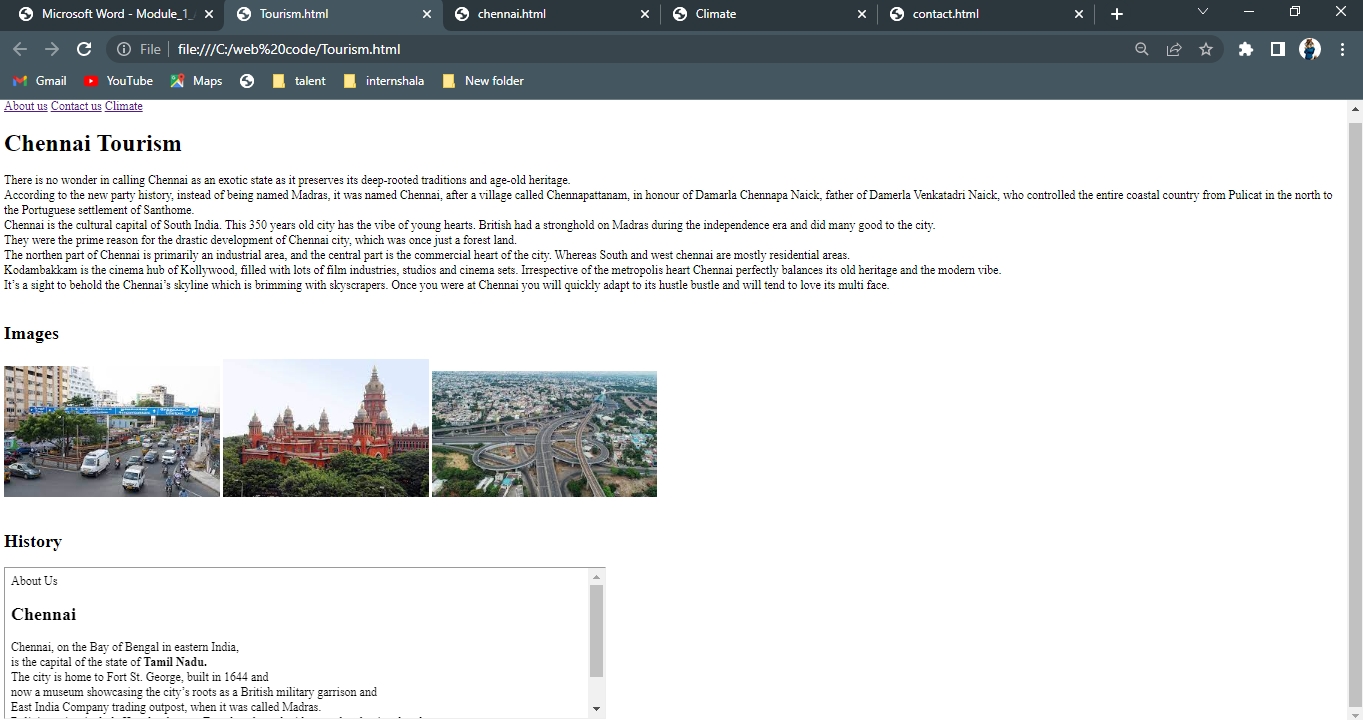 Microsoft Word - Module_1_
Tourism.html
chennai.html
Climate
contact.html
File
file:///C:/web%20code/Tourism.html
Gmail
YouTube
Maps
talent
internshala
New folder
About us Contact us Climate
Chennai Tourism
There is no wonder in calling Chennai as an exotic state as it preserves its deep-rooted traditions and age-old heritage.
According to the new party history, instead of being named Madras, it was named Chennai, after a village called Chennapattanam, in honour of Damarla Chennapa Naick, father of Damerla Venkatadri Naick, who controlled the entire coastal country from Pulicat in the north to
the Portuguese settlement of Santhome.
Chennai is the cultural capital of South India. This 350 years old city has the vibe of young hearts. British had a stronghold on Madras during the independence era and did many good to the city.
They were the prime reason for the drastic development of Chennai city, which was once just a forest land.
The northen part of Chennai is primarily an industrial area, and the central part is the commercial heart of the city. Whereas South and west chennai are mostly residential areas.
Kodambakkam is the cinema hub of Kollywood, filled with lots of film industries, studios and cinema sets. Irrespective of the metropolis heart Chennai perfectly balances its old heritage and the modern vibe.
It’s a sight to behold the Chennai’s skyline which is brimming with skyscrapers. Once you were at Chennai you will quickly adapt to its hustle bustle and will tend to love its multi face.
Images
History
About Us
Chennai
Chennai, on the Bay of Bengal in eastern India,
is the capital of the state of Tamil Nadu.
The city is home to Fort St. George, built in 1644 and
now a museum showcasing the city’s roots as a British military garrison and
East India Company trading outpost, when it was called Madras.